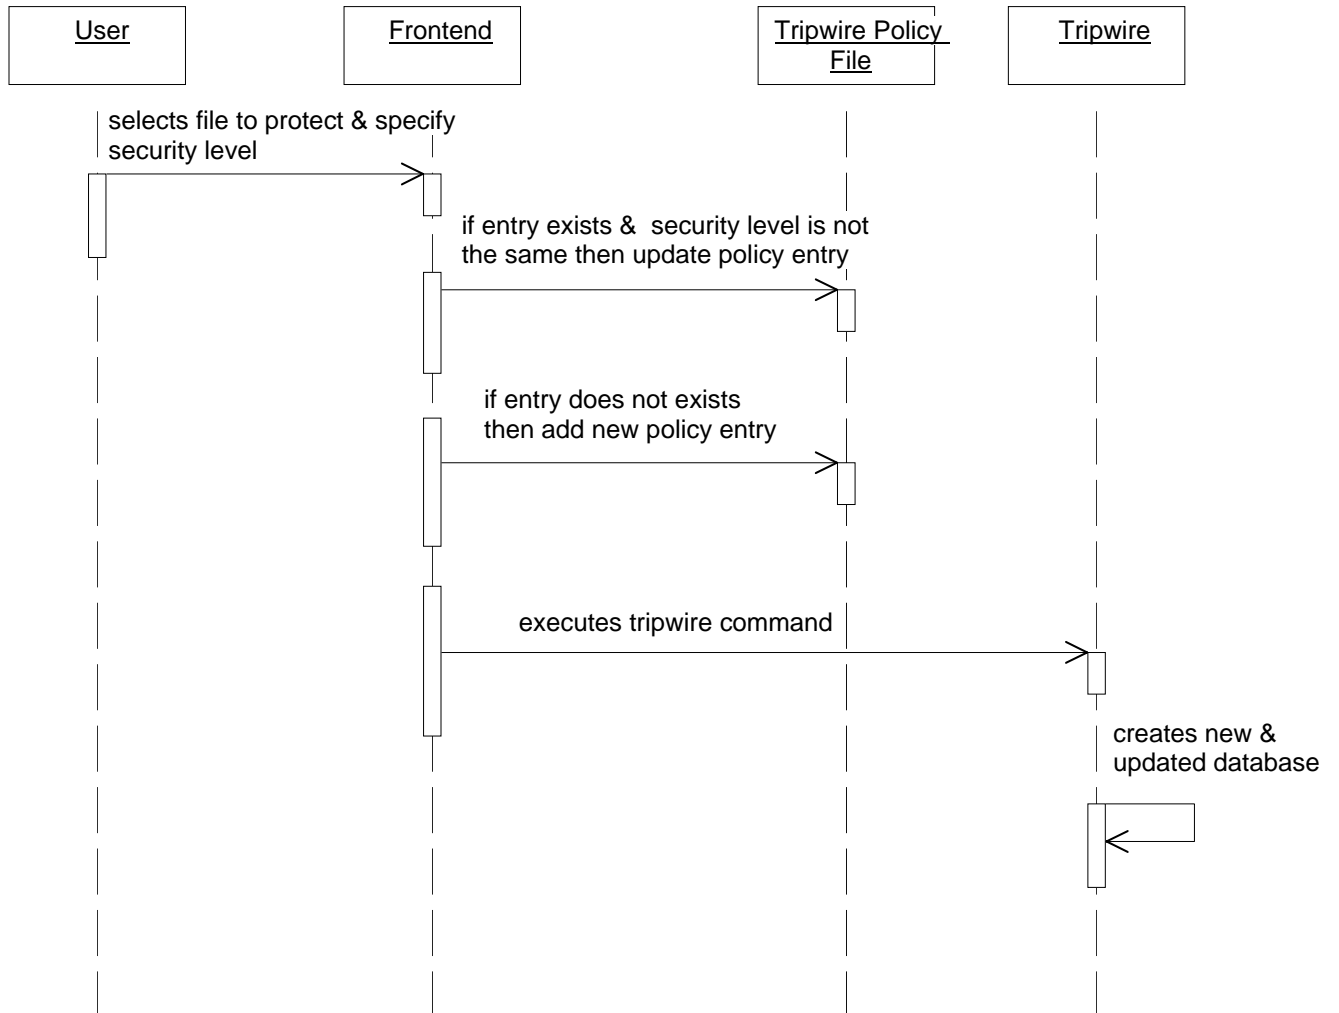 User
Frontend
Tripwire Policy
File
Tripwire
selects file to protect & specify
security level
if entry exists &  security level is not
the same then update policy entry
if entry does not exists
then add new policy entry
executes tripwire command
creates new &
updated database